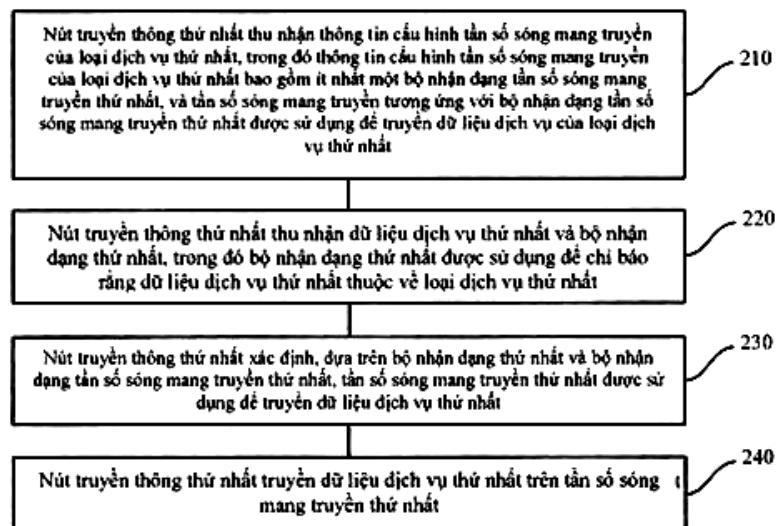 Nút truyền thông thứ nhất thu nhận thông tin cấu hình tần số sóng mang truyền
của loại dịch vụ thứ nhất, trong đó thông tin cấu hình tần số sóng mang truyền
của loại dịch vụ thứ nhất bao gồm ít nhất một bộ nhận dạng tần số sóng mang
truyền thứ nhất, và tần số sóng mang truyền tương ứng với bộ nhận dạng tần số
sóng mang truyền thứ nhất được sử dụng để truyền dữ liệu dịch vụ của loại dịch
vụ thứ nhất
210
Nút truyền thông thứ nhất thu nhận dữ liệu dịch vụ thứ nhất và bộ nhận
dạng thứ nhất, trong đó bộ nhận dạng thứ nhất được sử dụng để chỉ báo
rằng dữ liệu dịch vụ thứ nhất thuộc về loại dịch vụ thứ nhất
220
Nút truyền thông thứ nhất xác định, dựa trên bộ nhận dạng thứ nhất và bộ nhận
dạng tần số sóng mang truyền thứ nhất, tần số sóng mang truyền thứ nhất được sử
dụng để truyền dữ liệu dịch vụ thứ nhất
230
Nút truyền thông thứ nhất truyền dữ liệu dịch vụ thứ nhất trên tần số sóng t
mang truyền thứ nhất
240